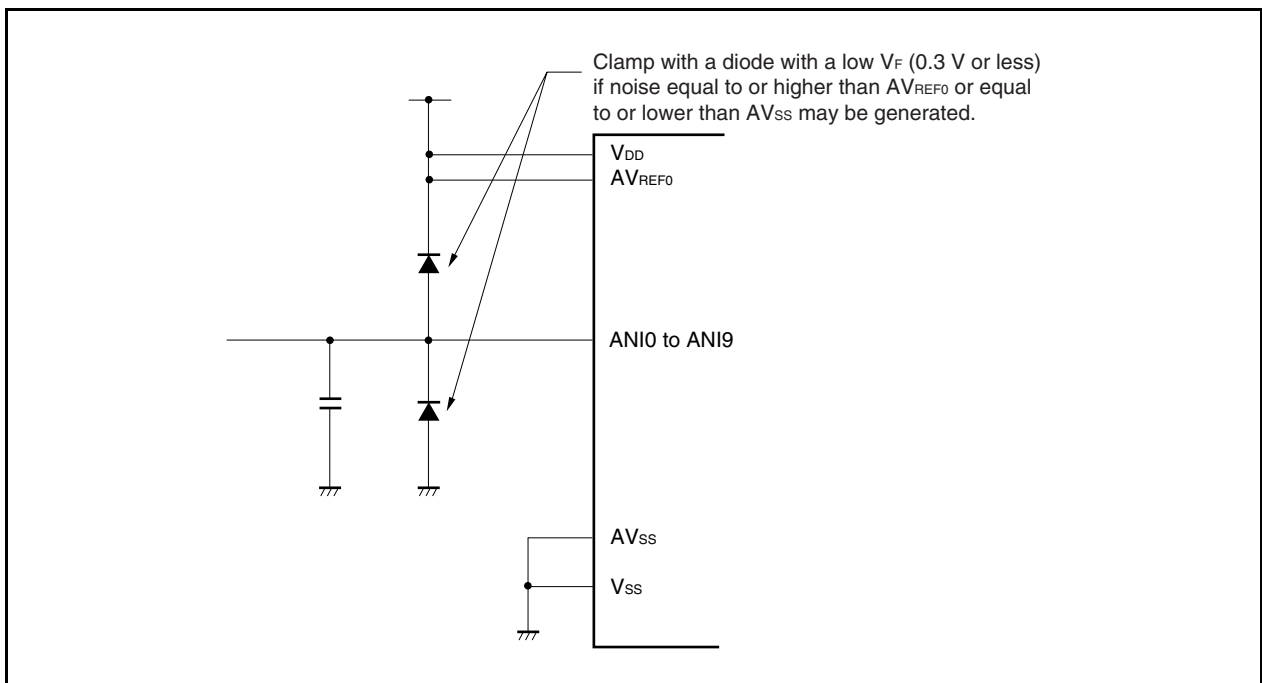 Clamp with a diode with a low VF (0.3 V or less)
if noise equal to or higher than AVREF0 or equal
to or lower than AVSS may be generated.
VDD
AVREF0
ANI0 to ANI9
AVSS
VSS